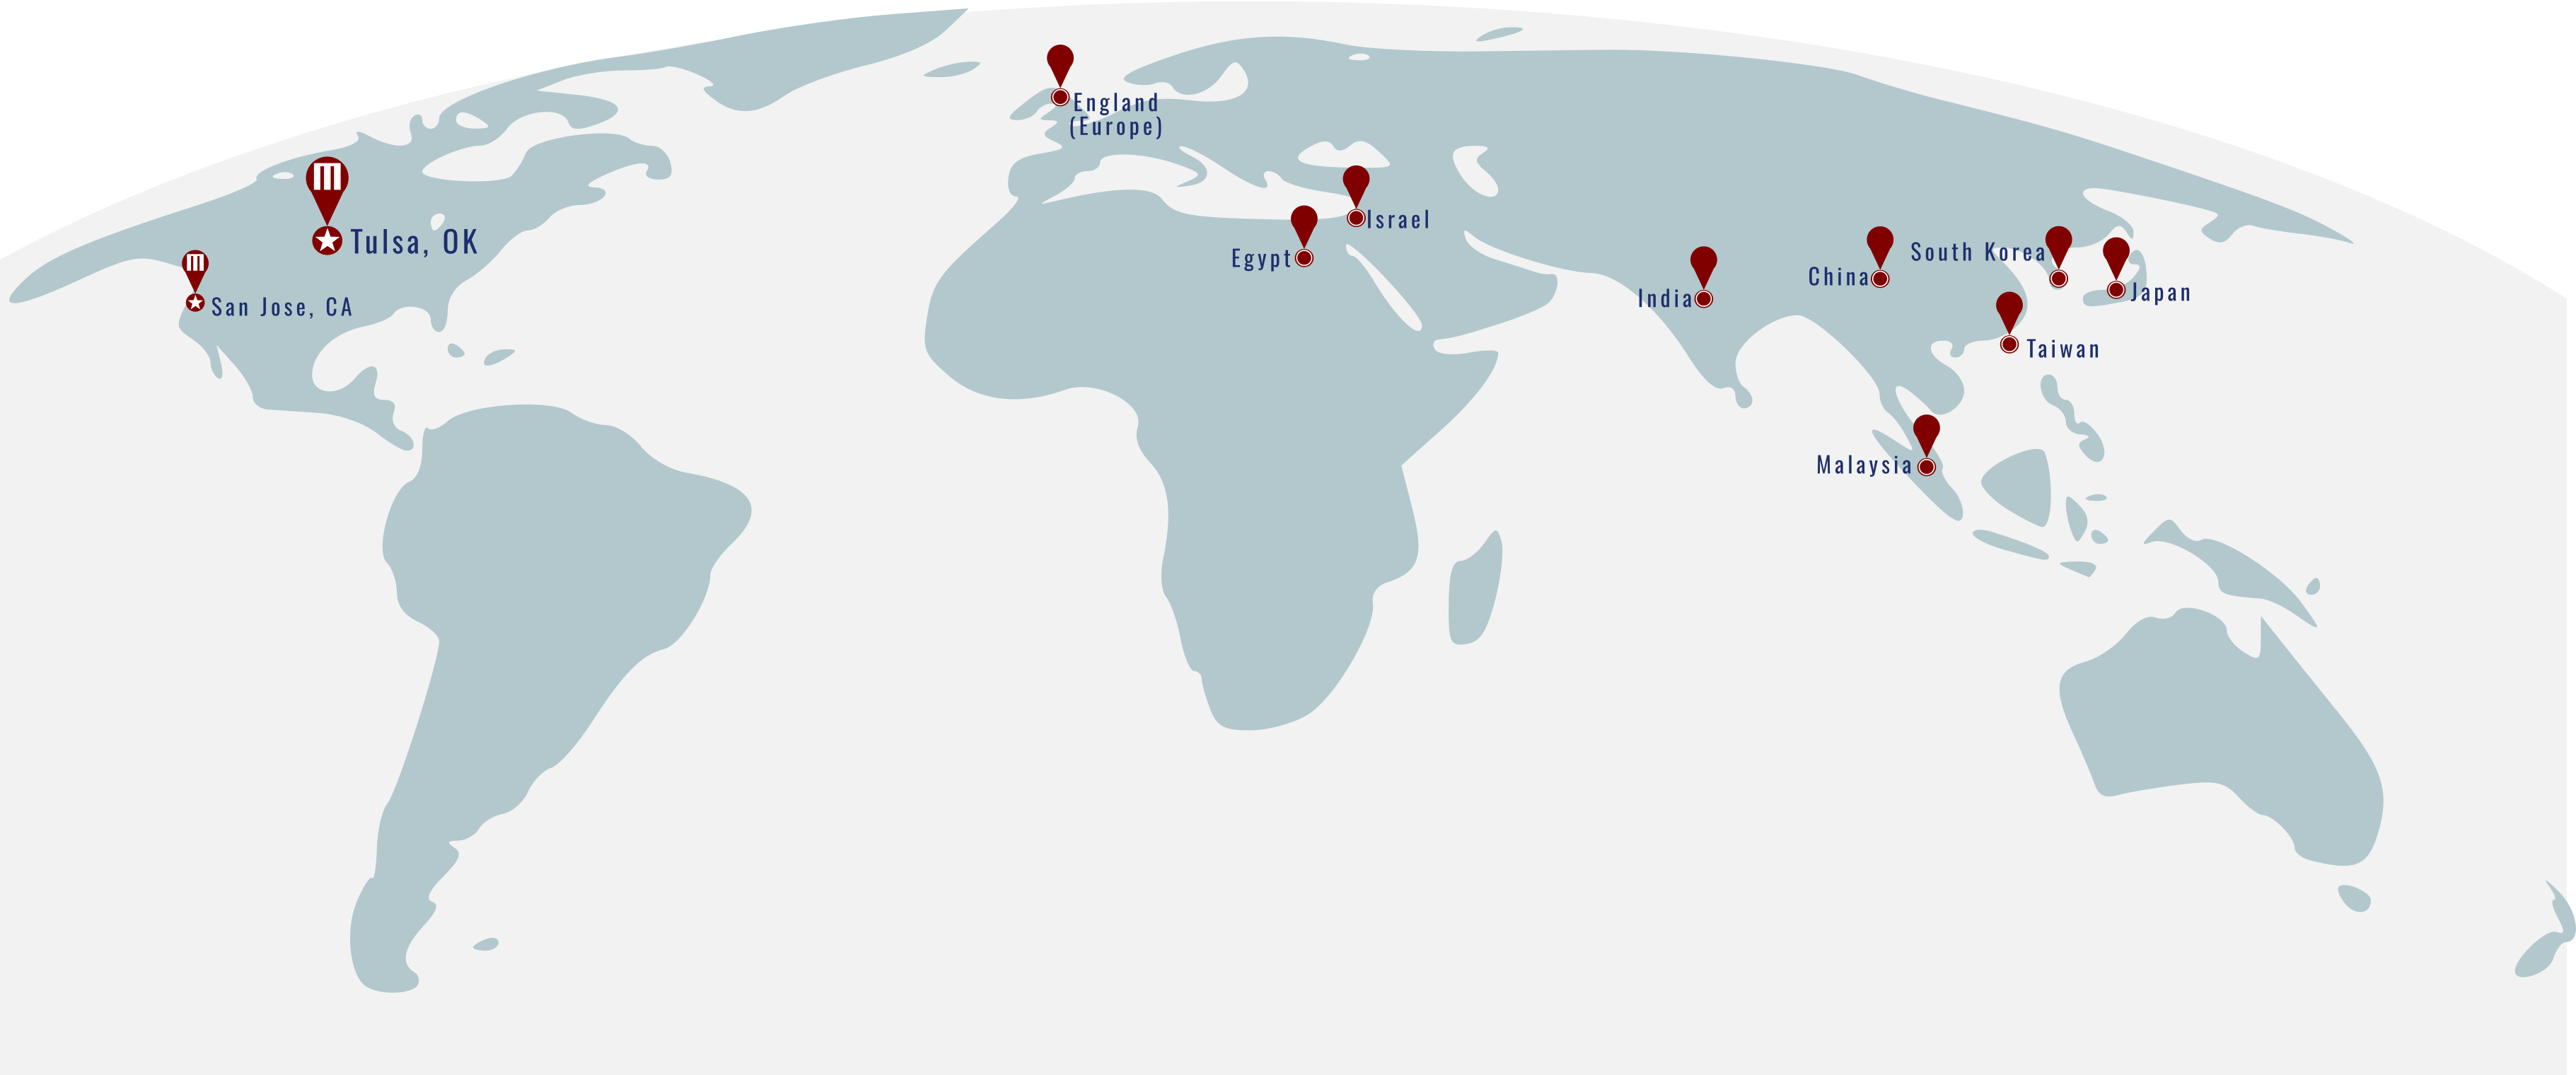 England
(Europe)
Israel
Tulsa, OK
Egypt
South Korea
China
India
Japan
San Jose, CA
Taiwan
Malaysia